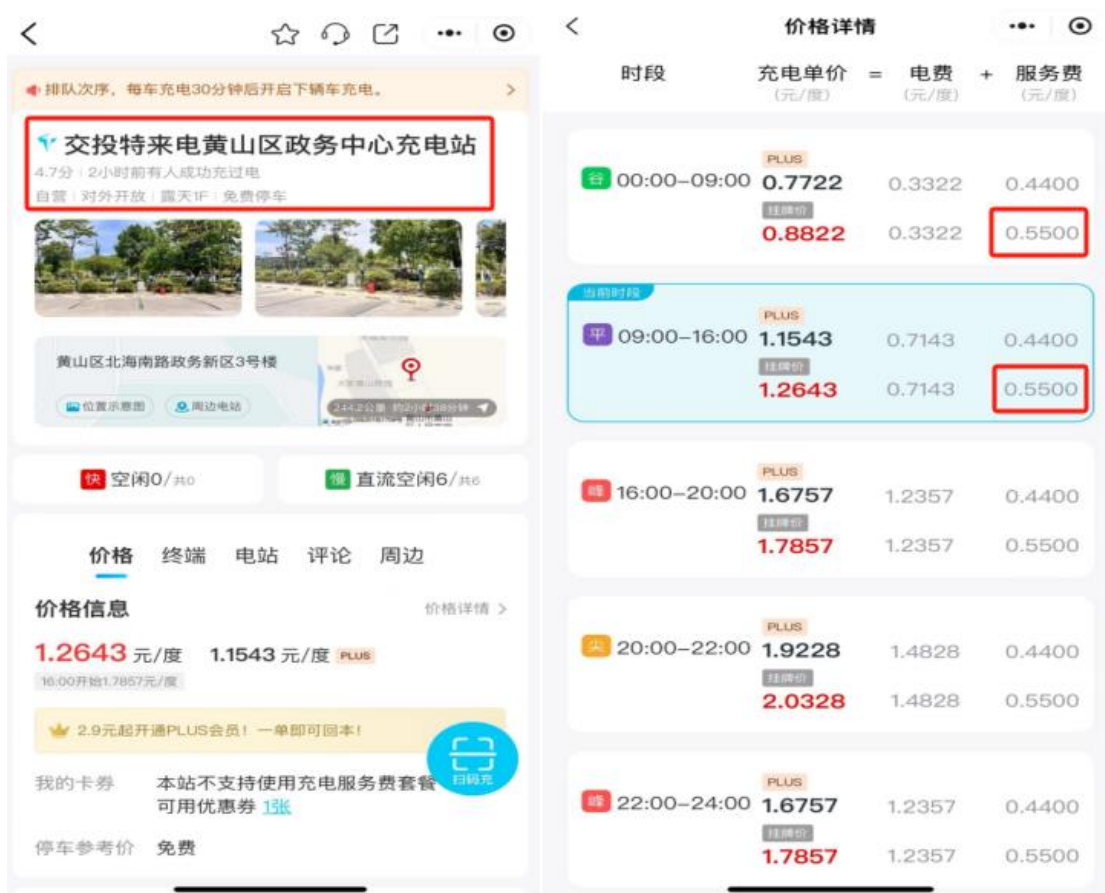 排队次序，每车充电30分钟后开启下辆车充电。
交投特来电黄山区政务中心充电站
4.7分 | 2小时前有人成功充过电
自营 | 对外开放 | 露天1F | 免费停车
黄山区北海南路政务新区3号楼
位置示意图
周边电站
244.2公里 约2小时38分钟
快 空闲0/共0
慢 直流空闲6/共6
价格 终端 电站 评论 周边
价格信息
价格详情 >
1.2643 元/度 1.1543 元/度 PLUS
16:00开始1.7857元/度
2.9元起开通PLUS会员！一单即可回本！
我的卡券 本站不支持使用充电服务费套餐
可用优惠券 1张
扫码充
停车参考价 免费
价格详情
时段 充电单价 = 电费 + 服务费
(元/度) (元/度) (元/度)
PLUS
谷 00:00–09:00 0.7722 0.3322 0.4400
挂牌价
0.8822 0.3322 0.5500
当前时段
PLUS
平 09:00–16:00 1.1543 0.7143 0.4400
挂牌价
1.2643 0.7143 0.5500
PLUS
峰 16:00–20:00 1.6757 1.2357 0.4400
挂牌价
1.7857 1.2357 0.5500
PLUS
尖 20:00–22:00 1.9228 1.4828 0.4400
挂牌价
2.0328 1.4828 0.5500
PLUS
峰 22:00–24:00 1.6757 1.2357 0.4400
挂牌价
1.7857 1.2357 0.5500